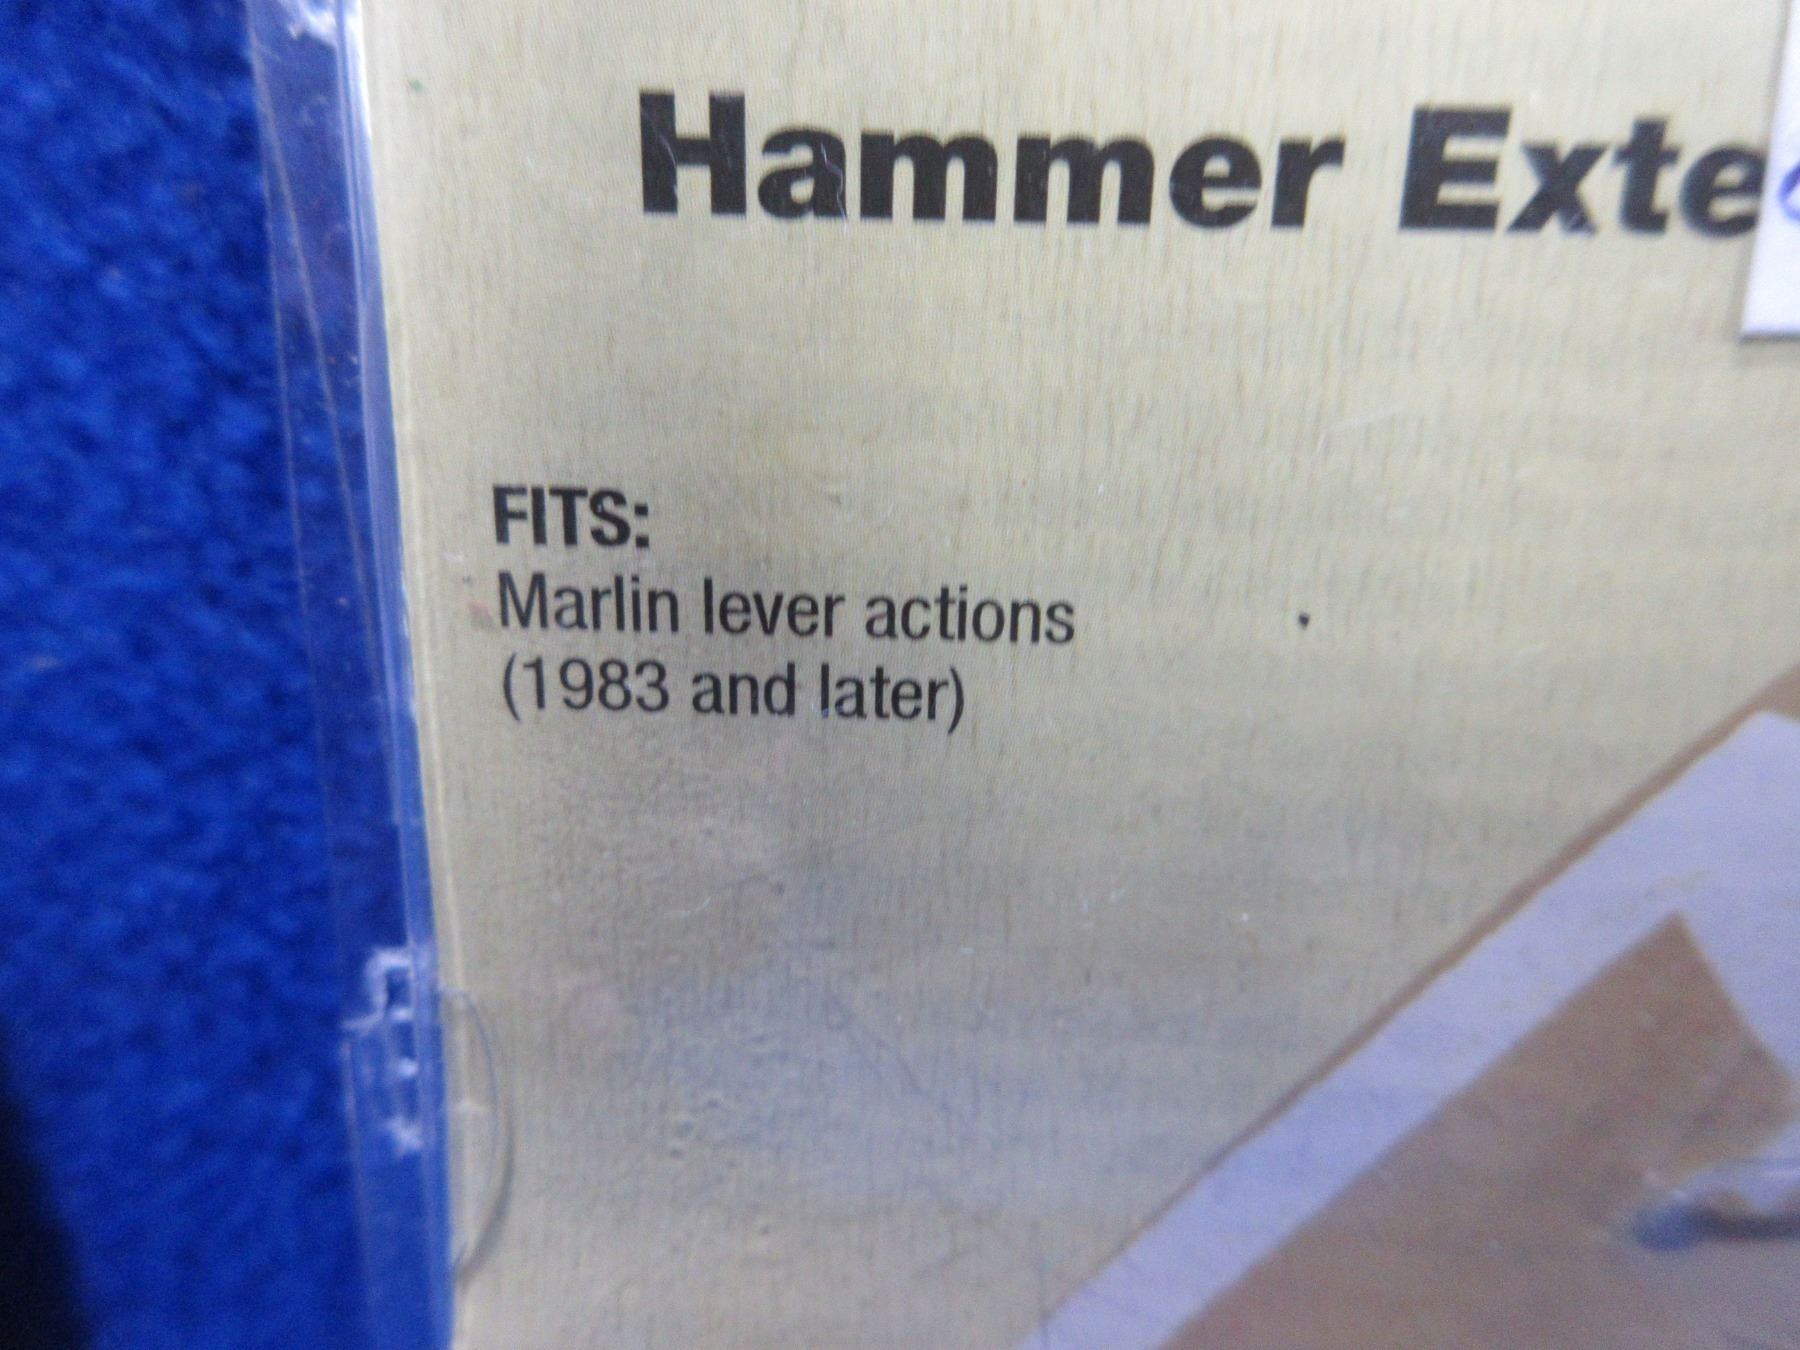 Hammer Exte
FITS:
Marlin lever actions
(1983 and later)